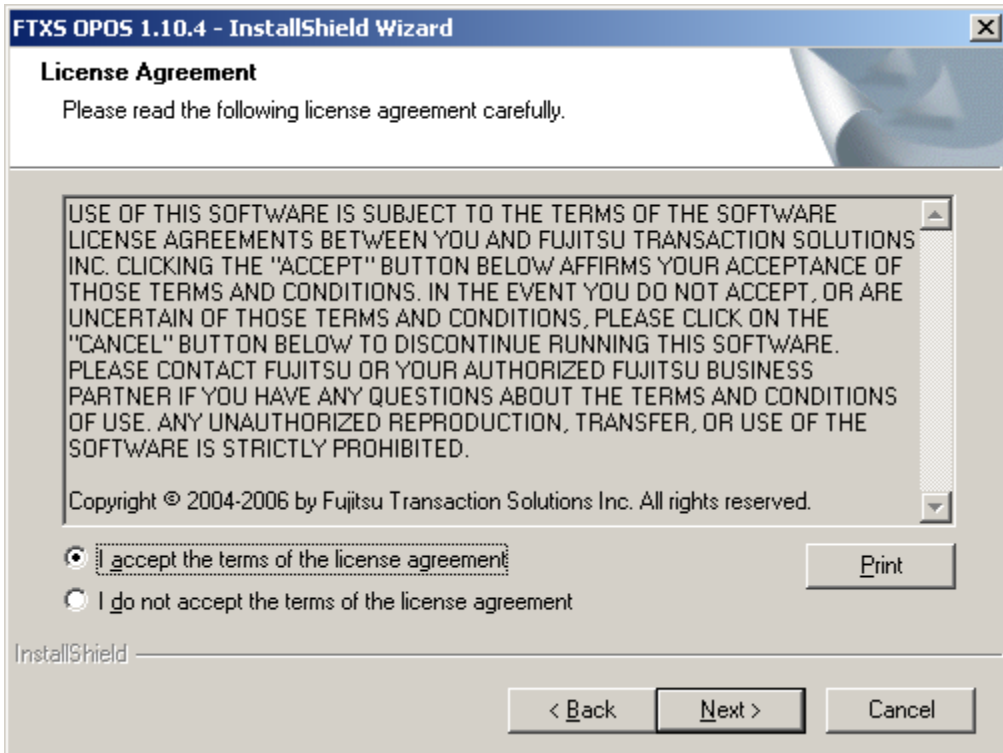 FTXS OPOS 1.10.4 - InstallShield Wizard
License Agreement
Please read the following license agreement carefully.
USE OF THIS SOFTWARE IS SUBJECT TO THE TERMS OF THE SOFTWARE
LICENSE AGREEMENTS BETWEEN YOU AND FUJITSU TRANSACTION SOLUTIONS
INC. CLICKING THE "ACCEPT" BUTTON BELOW AFFIRMS YOUR ACCEPTANCE OF
THOSE TERMS AND CONDITIONS. IN THE EVENT YOU DO NOT ACCEPT, OR ARE
UNCERTAIN OF THOSE TERMS AND CONDITIONS, PLEASE CLICK ON THE
"CANCEL" BUTTON BELOW TO DISCONTINUE RUNNING THIS SOFTWARE.
PLEASE CONTACT FUJITSU OR YOUR AUTHORIZED FUJITSU BUSINESS
PARTNER IF YOU HAVE ANY QUESTIONS ABOUT THE TERMS AND CONDITIONS
OF USE. ANY UNAUTHORIZED REPRODUCTION, TRANSFER, OR USE OF THE
SOFTWARE IS STRICTLY PROHIBITED.
Copyright © 2004-2006 by Fujitsu Transaction Solutions Inc. All rights reserved.
I accept the terms of the license agreement
Print
I do not accept the terms of the license agreement
InstallShield
< Back Next > Cancel